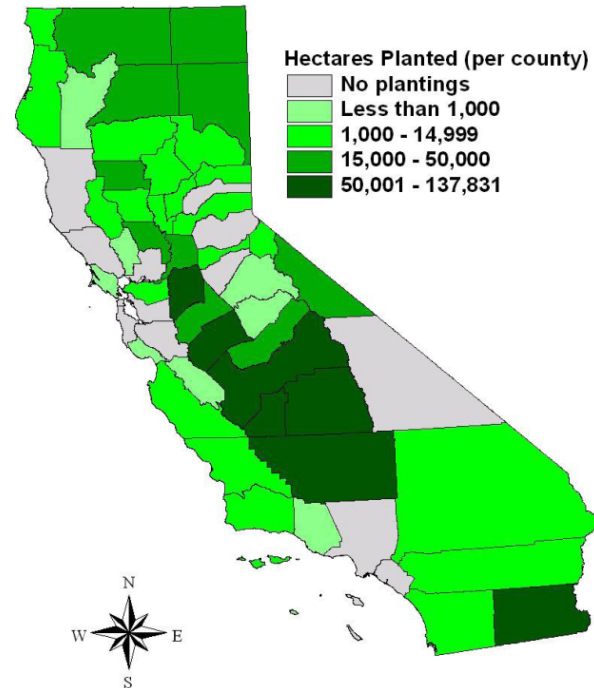 Hectares Planted (per county)
No plantings
Less than 1,000
1,000 - 14,999
15,000 - 50,000
50,001 - 137,831
N
W E
S